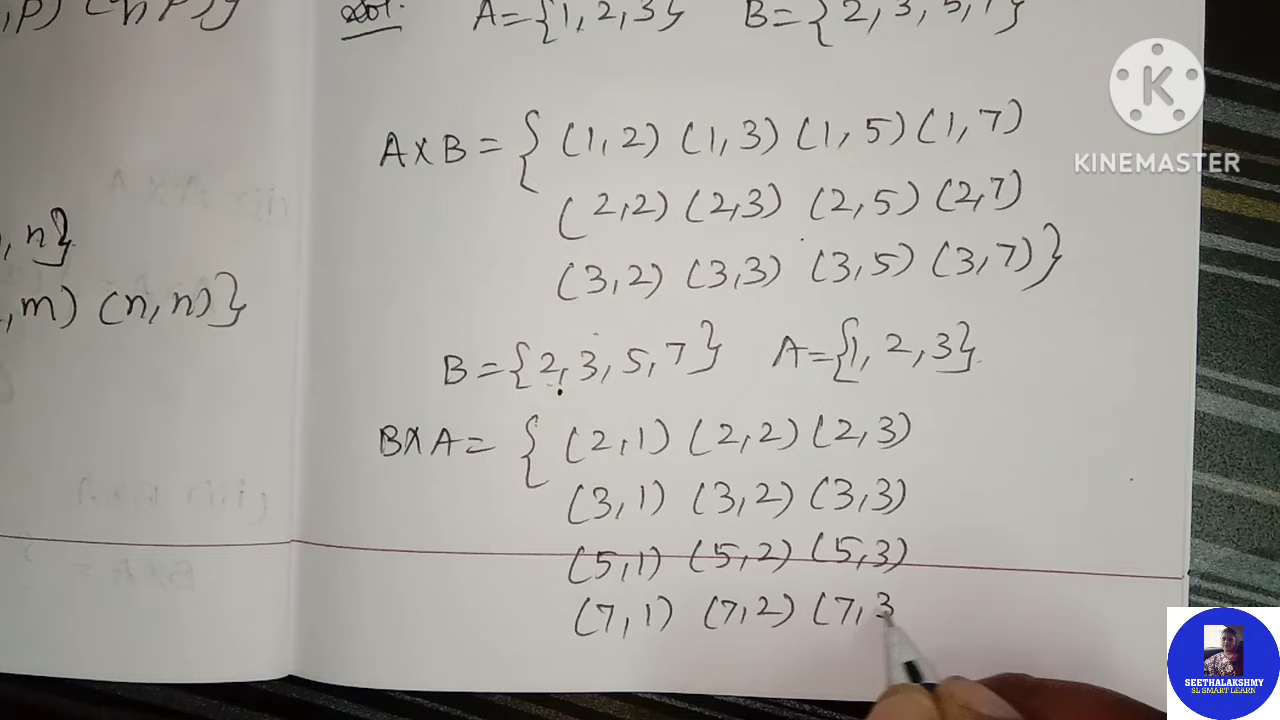 ,p) (n,p)}
Sol. A={1,2,3} B={2,3,5,7}
A×B={(1,2) (1,3) (1,5) (1,7)
(2,2) (2,3) (2,5) (2,7)
(3,2) (3,3) (3,5) (3,7)}
,n}
,m) (n,n)}
B={2,3,5,7} A={1,2,3}.
B×A={(2,1) (2,2) (2,3)
(3,1) (3,2) (3,3)
(5,1) (5,2) (5,3)
(7,1) (7,2) (7,3
K
KINEMASTER
SEETHALAKSHMY
SL SMART LEARN